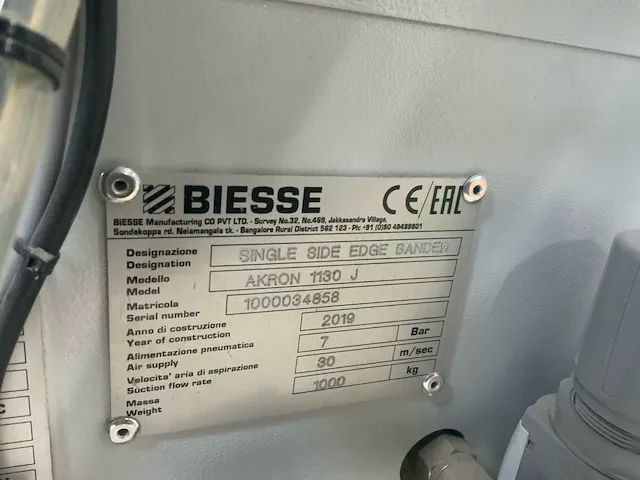 BIESSE CE/EAC
BIESSE Manufacturing CO PVT LTD. - Survey No.32, No.469, Jakkasandra Village,
Sondekoppa rd. Nelamangala tk. - Bangalore Rural District 562 123 - Ph: +91 (0)80 49489801
Designazione SINGLE SIDE EDGE BANDER
Designation
Modello AKRON 1130 J
Model
Matricola 1000034858
Serial number
Anno di costruzione 2019
Year of construction
Alimentazione pneumatica 7 Bar
Air supply
Velocita' aria di aspirazione 30 m/sec
Suction flow rate
Massa 1000 kg
Weight